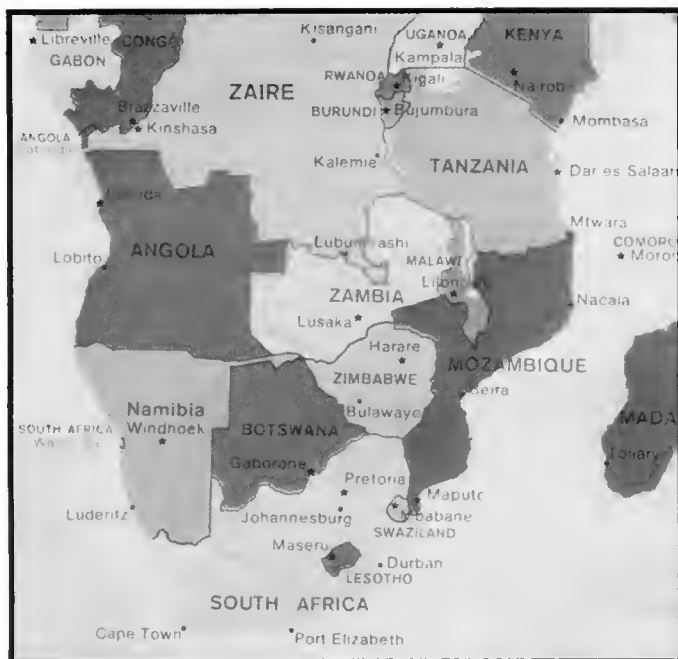 Libreville
CONGO
GABON
Kisangani
UGANDA
Kampala
KENYA
ZAIRE
RWANDA
Kigali
Nairobi
Brazzaville
Kinshasa
BURUNDI
Bujumbura
Mombasa
ANGOLA
Kalemie
TANZANIA
Dar es Salaam
Luanda
Mtwara
ANGOLA
Lubumbashi
MALAWI
COMOROS
Moroni
Lobito
Lilongwe
ZAMBIA
Nacala
Lusaka
Harare
MOZAMBIQUE
ZIMBABWE
Beira
Namibia
Bulawayo
SOUTH AFRICA
Windhoek
BOTSWANA
MADA
Toliary
Gaborone
Pretoria
Maputo
Luderitz
Johannesburg
Mbabane
SWAZILAND
Maseru
Durban
LESOTHO
SOUTH AFRICA
Cape Town
Port Elizabeth